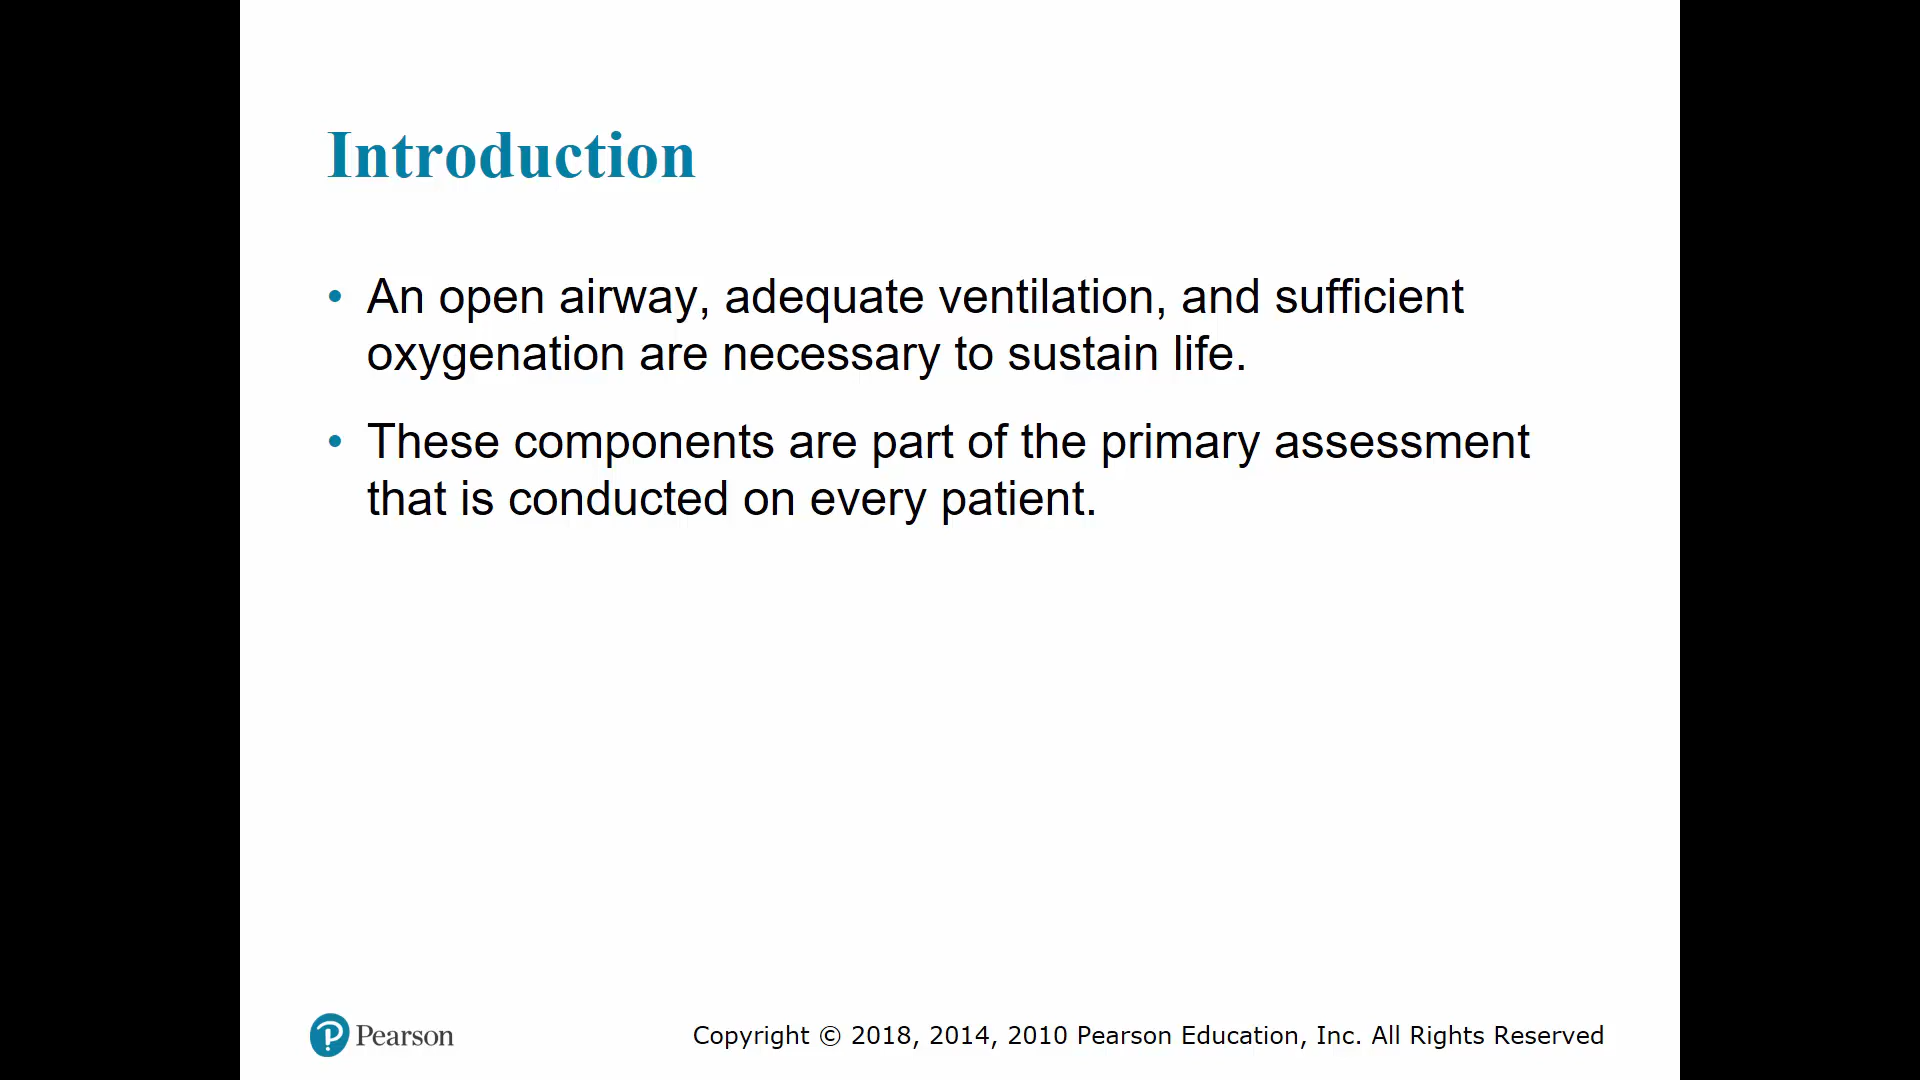 Introduction
• An open airway, adequate ventilation, and sufficient
oxygenation are necessary to sustain life.
• These components are part of the primary assessment
that is conducted on every patient.
Pearson
Copyright © 2018, 2014, 2010 Pearson Education, Inc. All Rights Reserved